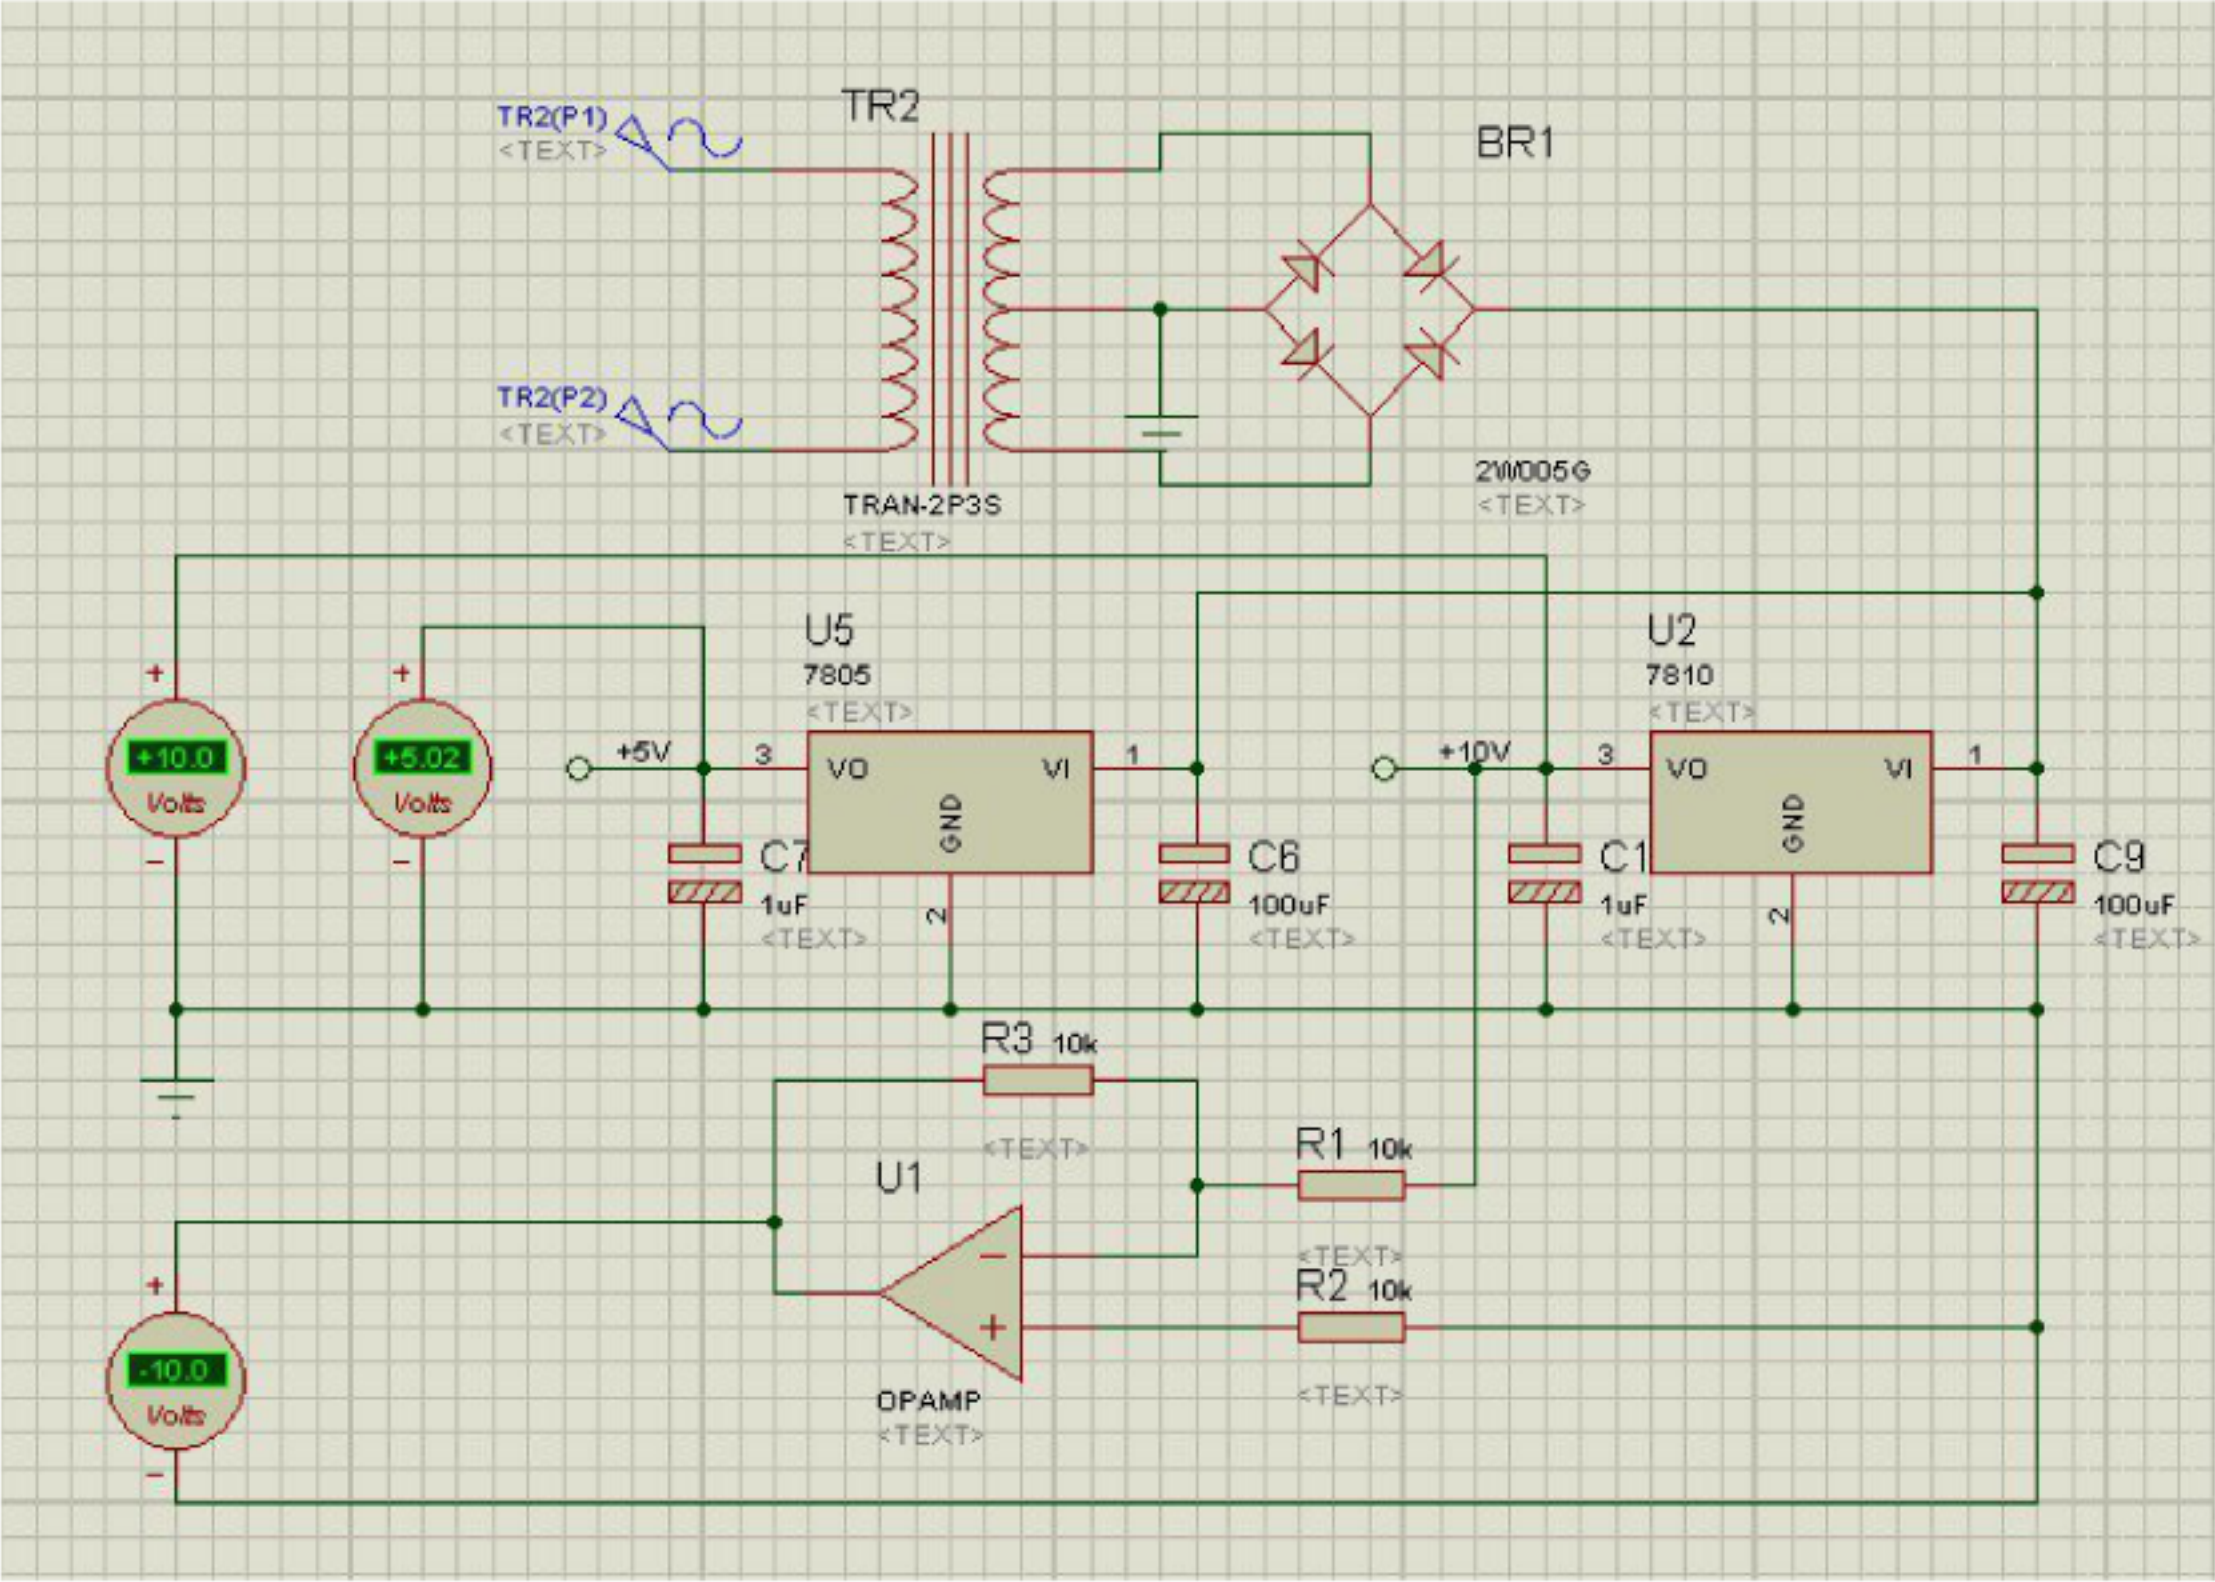 TR2
TR2(P1)
<TEXT>
BR1
TR2(P2)
<TEXT>
2W005G
<TEXT>
TRAN-2P3S
<TEXT>
U5
7805
<TEXT>
U2
7810
<TEXT>
+
+10.0
Volts
−
+
+5.02
Volts
−
+5V
3
VO
VI
GND
1
2
+10V
3
VO
VI
GND
1
2
C7
1uF
<TEXT>
C6
100uF
<TEXT>
C1
1uF
<TEXT>
C9
100uF
<TEXT>
R3 10k
<TEXT>
U1
R1 10k
<TEXT>
R2 10k
<TEXT>
−
+
OPAMP
<TEXT>
+
-10.0
Volts
−